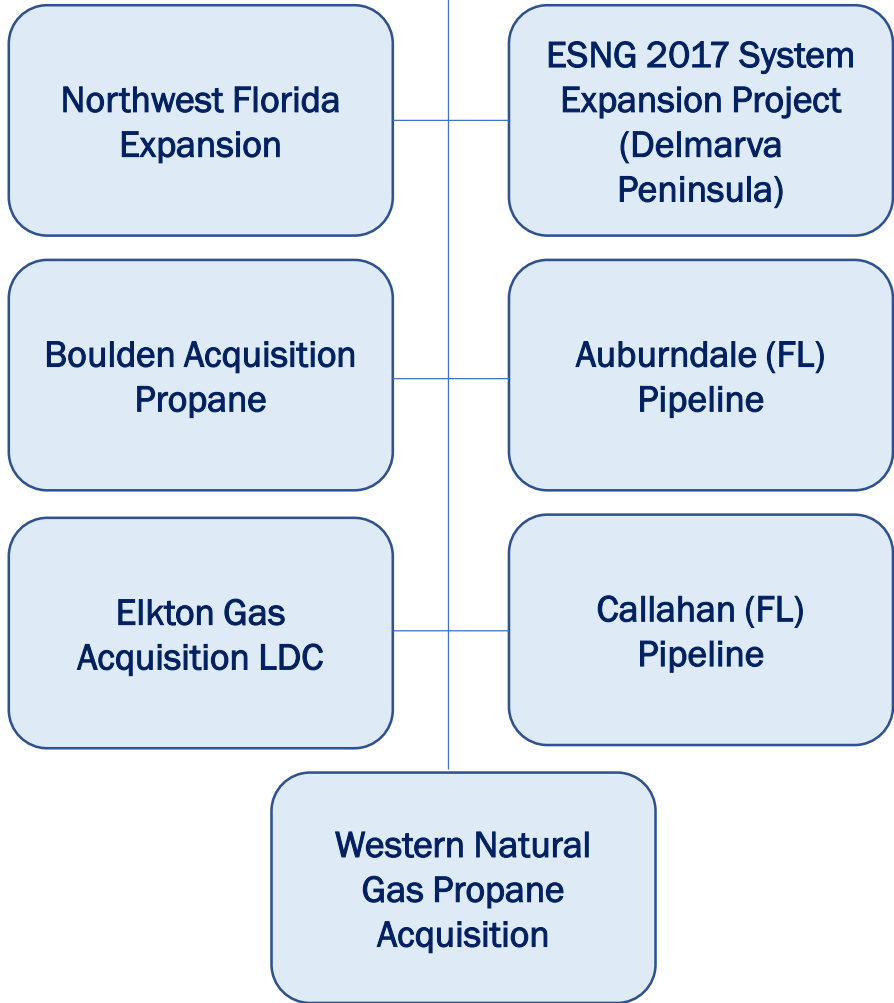 Northwest Florida
Expansion
ESNG 2017 System
Expansion Project
(Delmarva
Peninsula)
Boulden Acquisition
Propane
Auburndale (FL)
Pipeline
Elkton Gas
Acquisition LDC
Callahan (FL)
Pipeline
Western Natural
Gas Propane
Acquisition